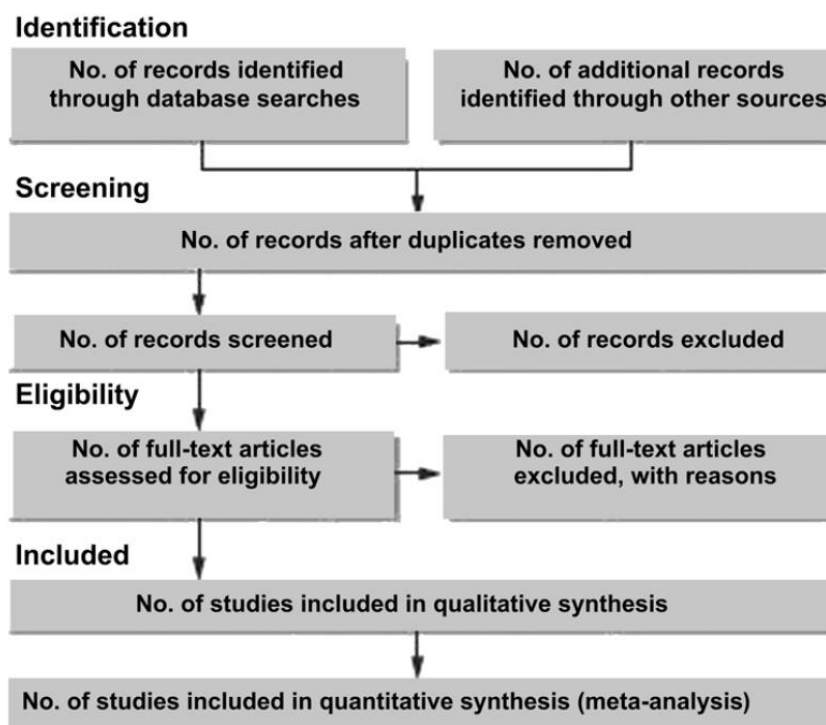 Identification
No. of records identified
through database searches
No. of additional records
identified through other sources
Screening
No. of records after duplicates removed
No. of records screened
No. of records excluded
Eligibility
No. of full-text articles
assessed for eligibility
No. of full-text articles
excluded, with reasons
Included
No. of studies included in qualitative synthesis
No. of studies included in quantitative synthesis (meta-analysis)